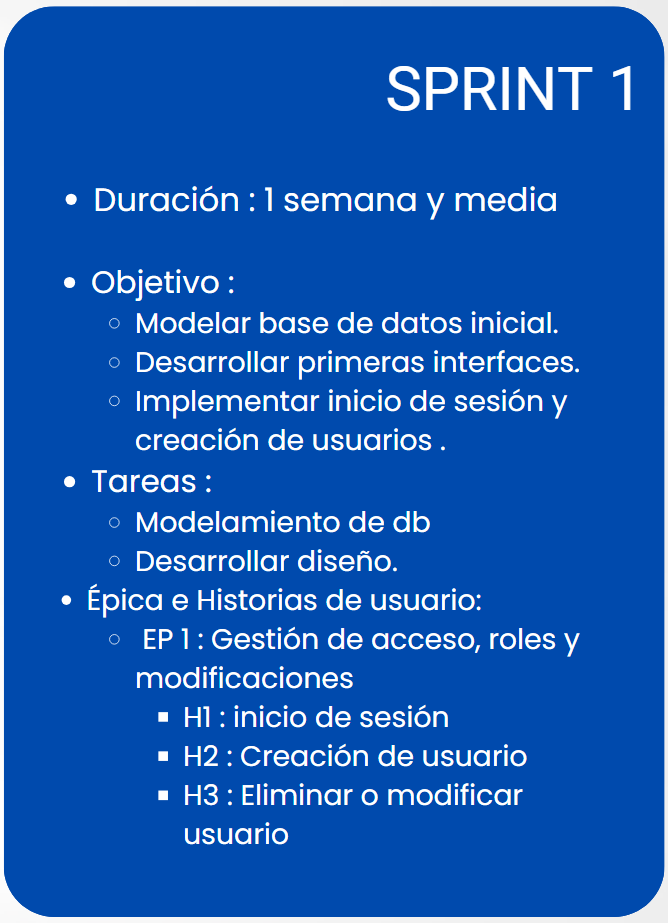 SPRINT 1
Duración : 1 semana y media
Objetivo :
Modelar base de datos inicial.
Desarrollar primeras interfaces.
Implementar inicio de sesión y
creación de usuarios .
Tareas :
Modelamiento de db
Desarrollar diseño.
Épica e Historias de usuario:
EP 1 : Gestión de acceso, roles y
modificaciones
H1 : inicio de sesión
H2 : Creación de usuario
H3 : Eliminar o modificar
usuario